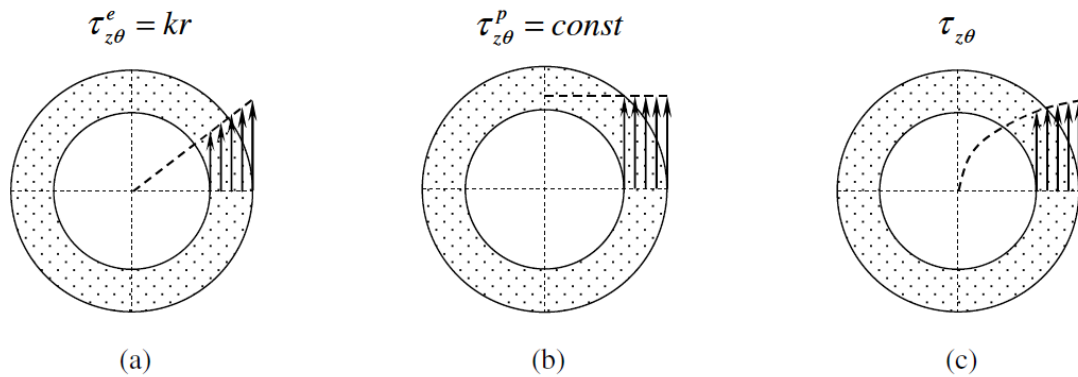 τ^e_{zθ} = kr
τ^p_{zθ} = const
τ_{zθ}
(a)
(b)
(c)